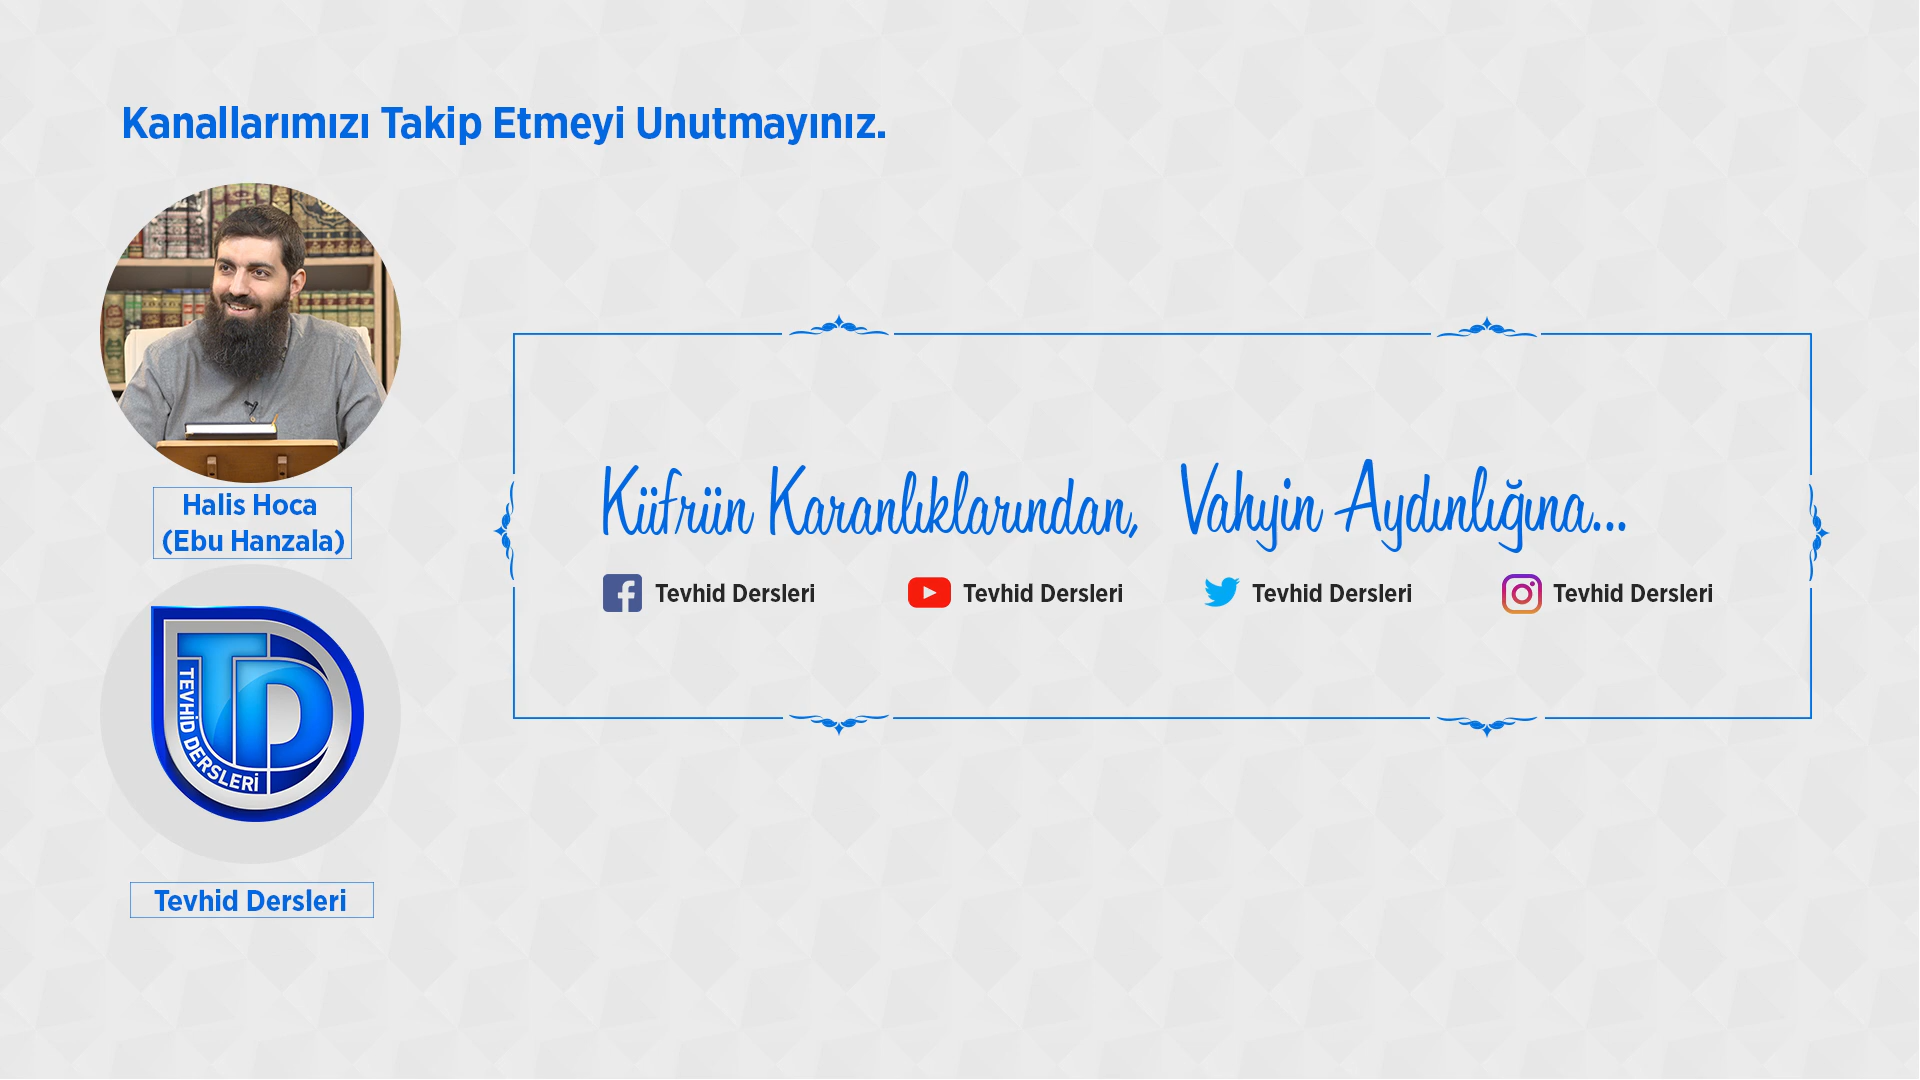 Kanallarımızı Takip Etmeyi Unutmayınız.
Halis Hoca
(Ebu Hanzala)
TD
TEVHİD DERSLERİ
Tevhid Dersleri
Küfrün Karanlıklarından, Vahyin Aydınlığına...
Tevhid Dersleri
Tevhid Dersleri
Tevhid Dersleri
Tevhid Dersleri